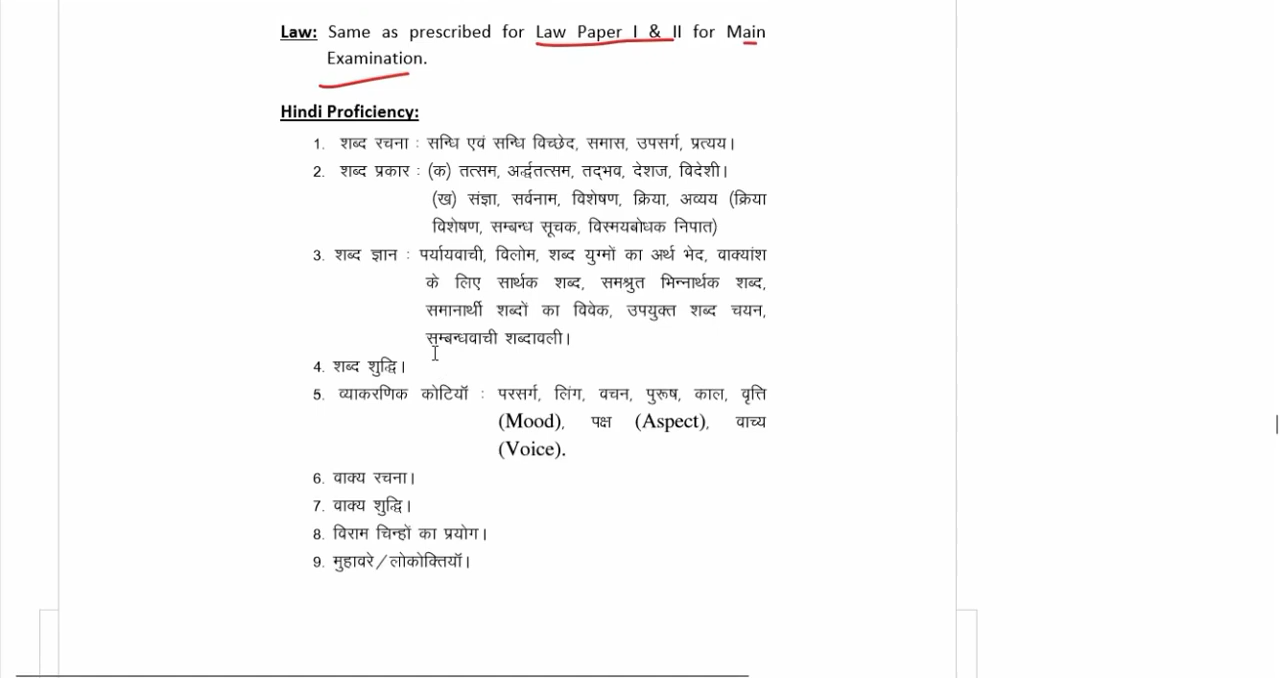 Law: Same as prescribed for Law Paper I & II for Main
Examination.
Hindi Proficiency:
1. शब्द रचना : सन्धि एवं सन्धि विच्छेद, समास, उपसर्ग, प्रत्यय।
2. शब्द प्रकार : (क) तत्सम, अर्द्धतत्सम, तद्भव, देशज, विदेशी।
(ख) संज्ञा, सर्वनाम, विशेषण, क्रिया, अव्यय (क्रिया
विशेषण, सम्बन्ध सूचक, विस्मयबोधक निपात)
3. शब्द ज्ञान : पर्यायवाची, विलोम, शब्द युग्मों का अर्थ भेद, वाक्यांश
के लिए सार्थक शब्द, समश्रुत भिन्नार्थक शब्द,
समानार्थी शब्दों का विवेक, उपयुक्त शब्द चयन,
सम्बन्धवाची शब्दावली।
4. शब्द शुद्धि।
5. व्याकरणिक कोटियॉ : परसर्ग, लिंग, वचन, पुरूष, काल, वृत्ति
(Mood), पक्ष (Aspect), वाच्य
(Voice).
6. वाक्य रचना।
7. वाक्य शुद्धि।
8. विराम चिन्हों का प्रयोग।
9. मुहावरे/लोकोक्तियॉ।